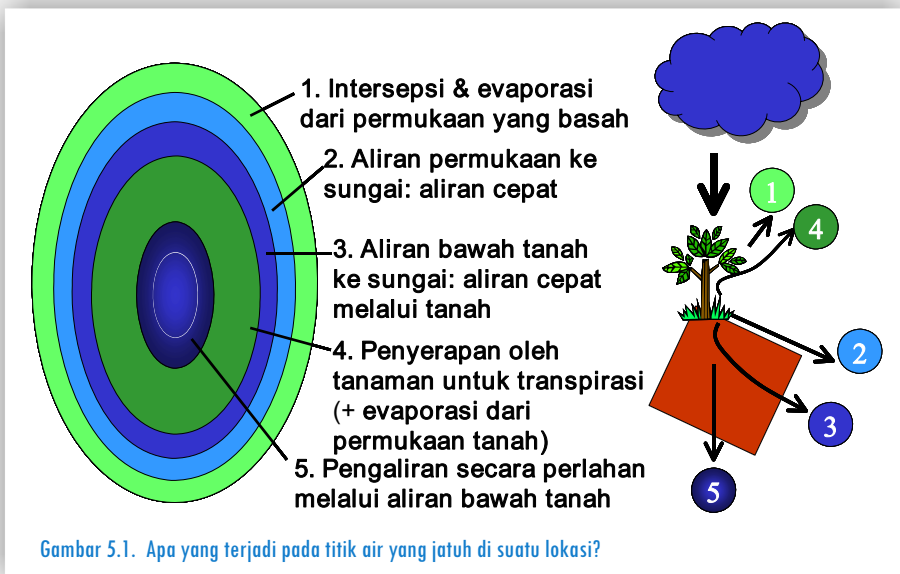 1. Intersepsi & evaporasi
dari permukaan yang basah
2. Aliran permukaan ke
sungai: aliran cepat
3. Aliran bawah tanah
ke sungai: aliran cepat
melalui tanah
4. Penyerapan oleh
tanaman untuk transpirasi
(+ evaporasi dari
permukaan tanah)
5. Pengaliran secara perlahan
melalui aliran bawah tanah
1
4
2
3
5
Gambar 5.1. Apa yang terjadi pada titik air yang jatuh di suatu lokasi?